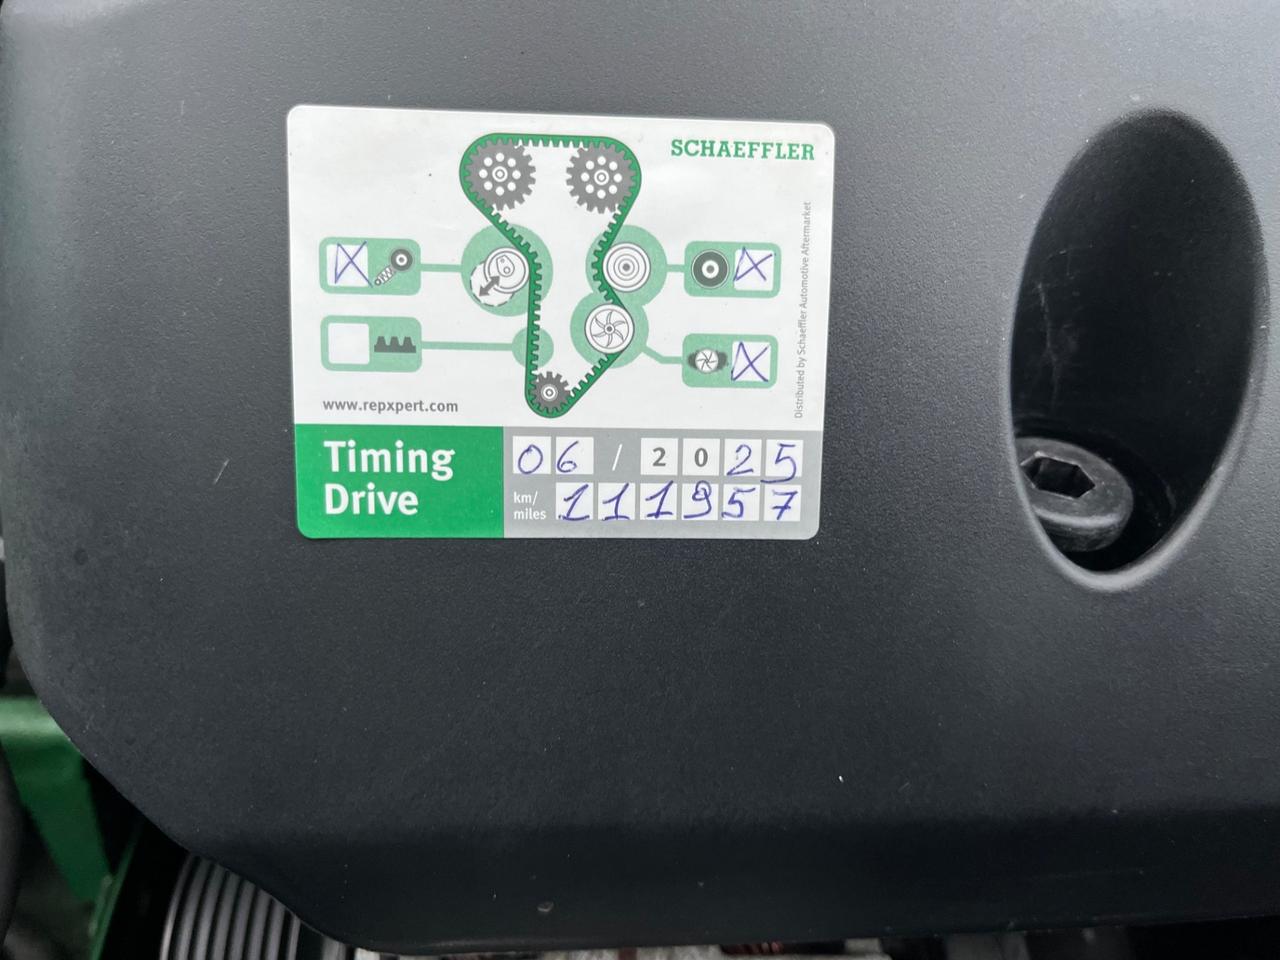 SCHAEFFLER
www.repxpert.com
Distributed by Schaeffler Automotive Aftermarket
Timing
Drive
06 / 2025
km/
miles
111957